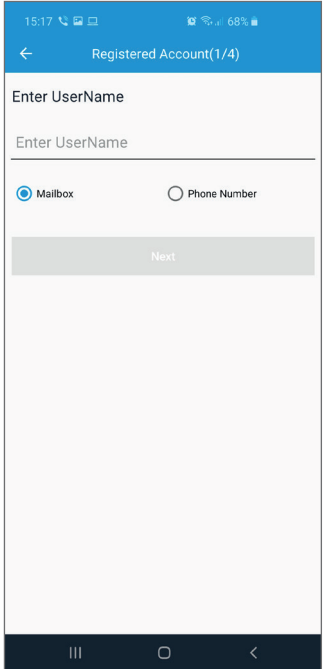 15:17 68%
Registered Account(1/4)
Enter UserName
Enter UserName
Mailbox Phone Number
Next